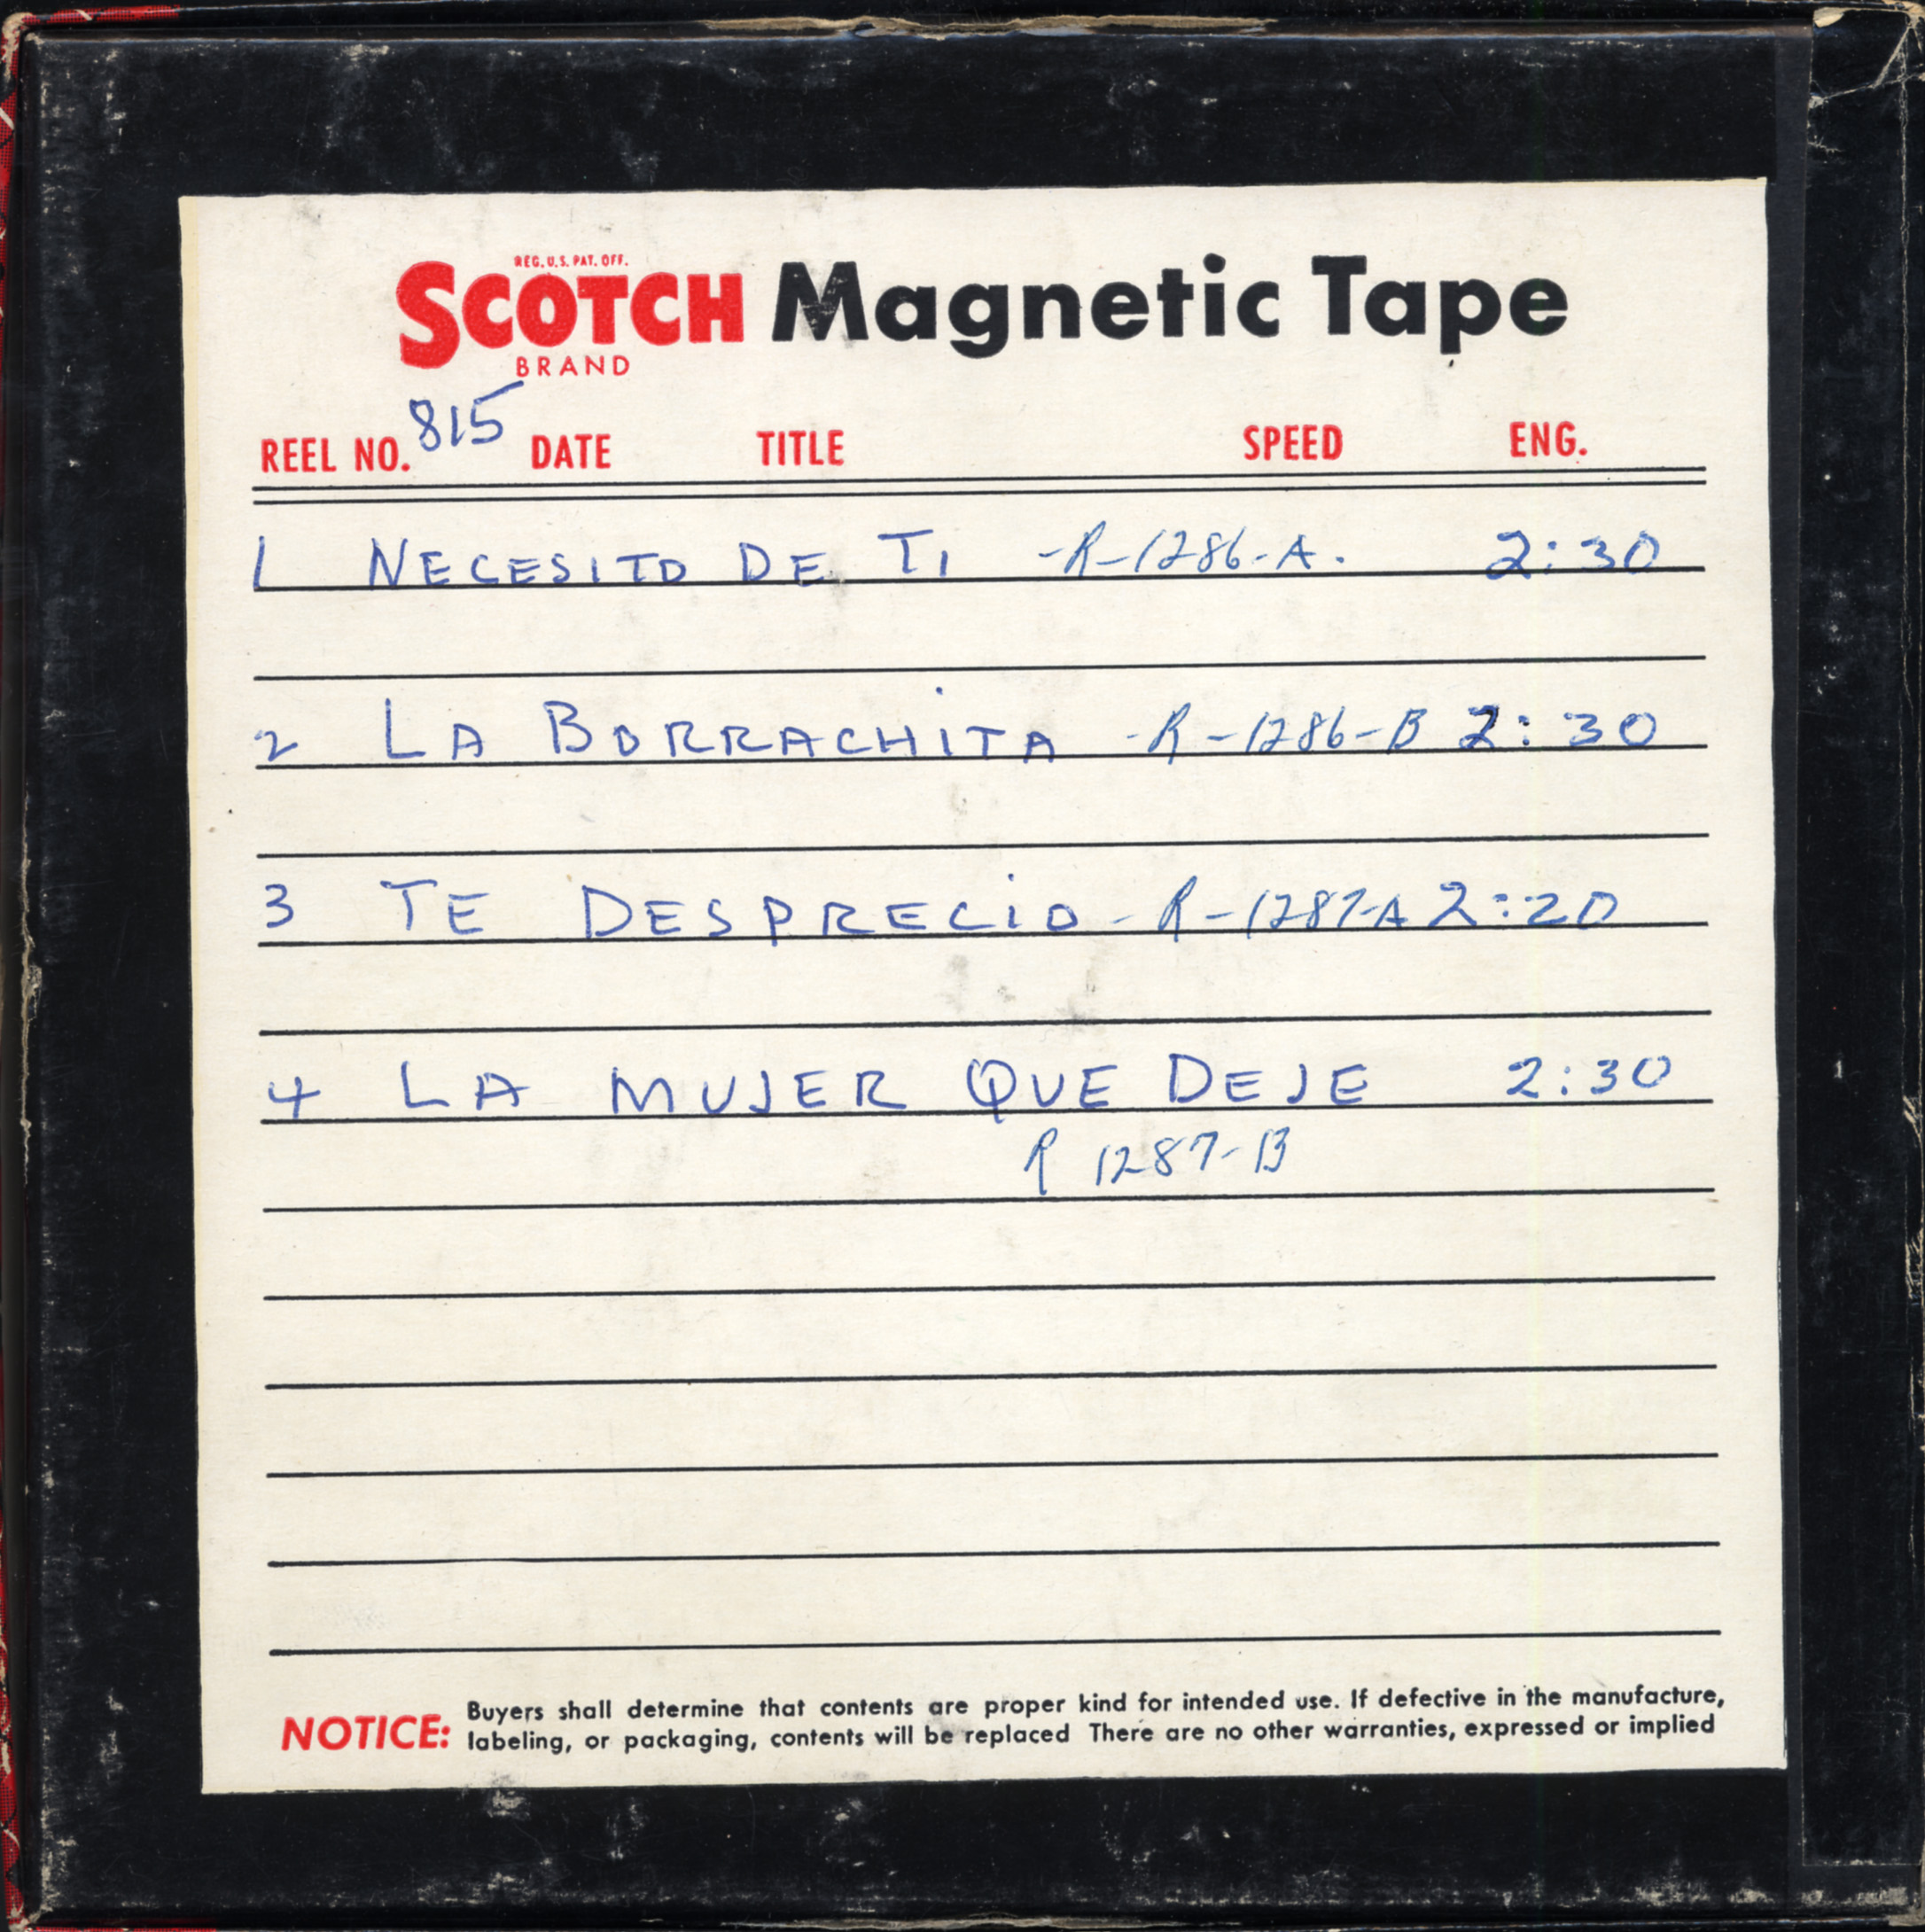 REG. U.S. PAT. OFF.
SCOTCH Magnetic Tape
BRAND
REEL NO. 815 DATE TITLE SPEED ENG.
1 NECESITO DE TI -R-1286-A. 2:30
2 LA BORRACHITA -R-1286-B 2:30
3 TE DESPRECIO - R-1287-A 2:20
4 LA MUJER QUE DEJE 2:30
R 1287-B
NOTICE: Buyers shall determine that contents are proper kind for intended use. If defective in the manufacture,
labeling, or packaging, contents will be replaced There are no other warranties, expressed or implied